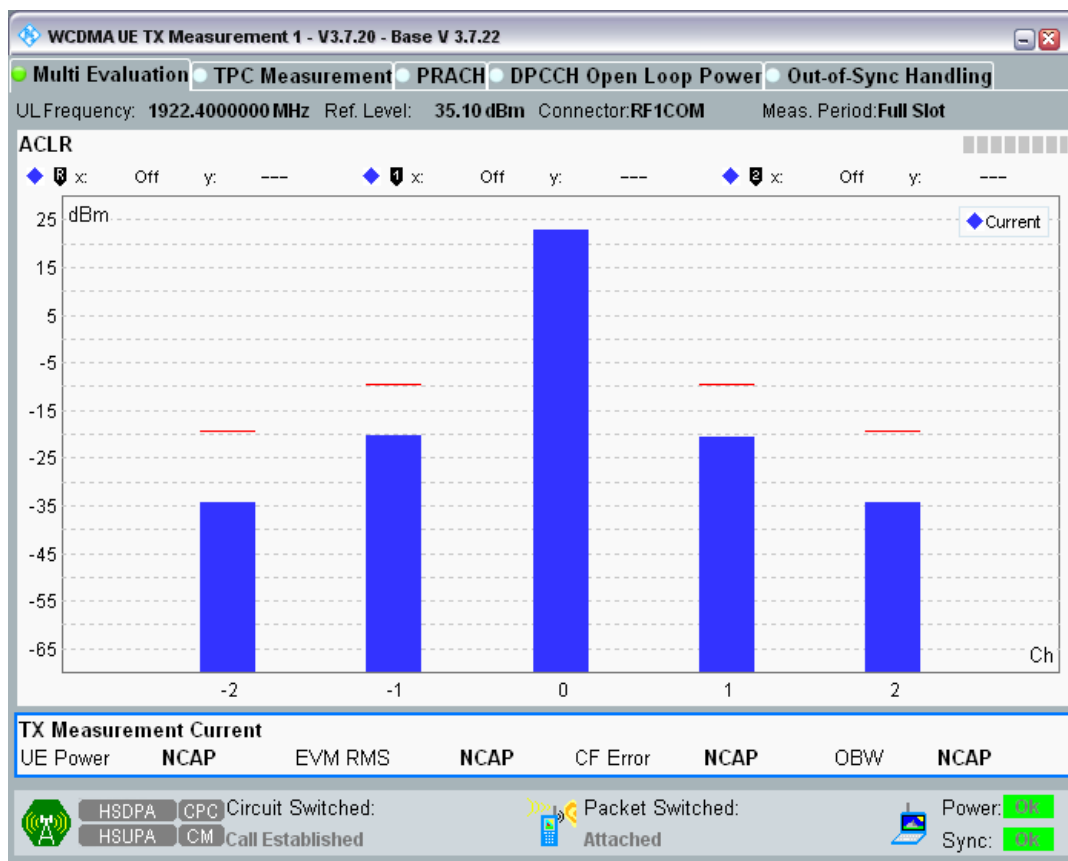 WCDMA UE TX Measurement 1 - V3.7.20 - Base V 3.7.22
Multi Evaluation TPC Measurement PRACH DPCCH Open Loop Power Out-of-Sync Handling
UL Frequency: 1922.4000000 MHz Ref. Level: 35.10 dBm Connector: RF1COM Meas. Period: Full Slot
ACLR
R x: Off y: --- 1 x: Off y: --- 2 x: Off y: ---
dBm
Current
25
15
5
-5
-15
-25
-35
-45
-55
-65
Ch
-2 -1 0 1 2
TX Measurement Current
UE Power NCAP EVM RMS NCAP CF Error NCAP OBW NCAP
HSDPA CPC Circuit Switched: Packet Switched: Power: Ok
HSUPA CM Call Established Attached Sync: Ok